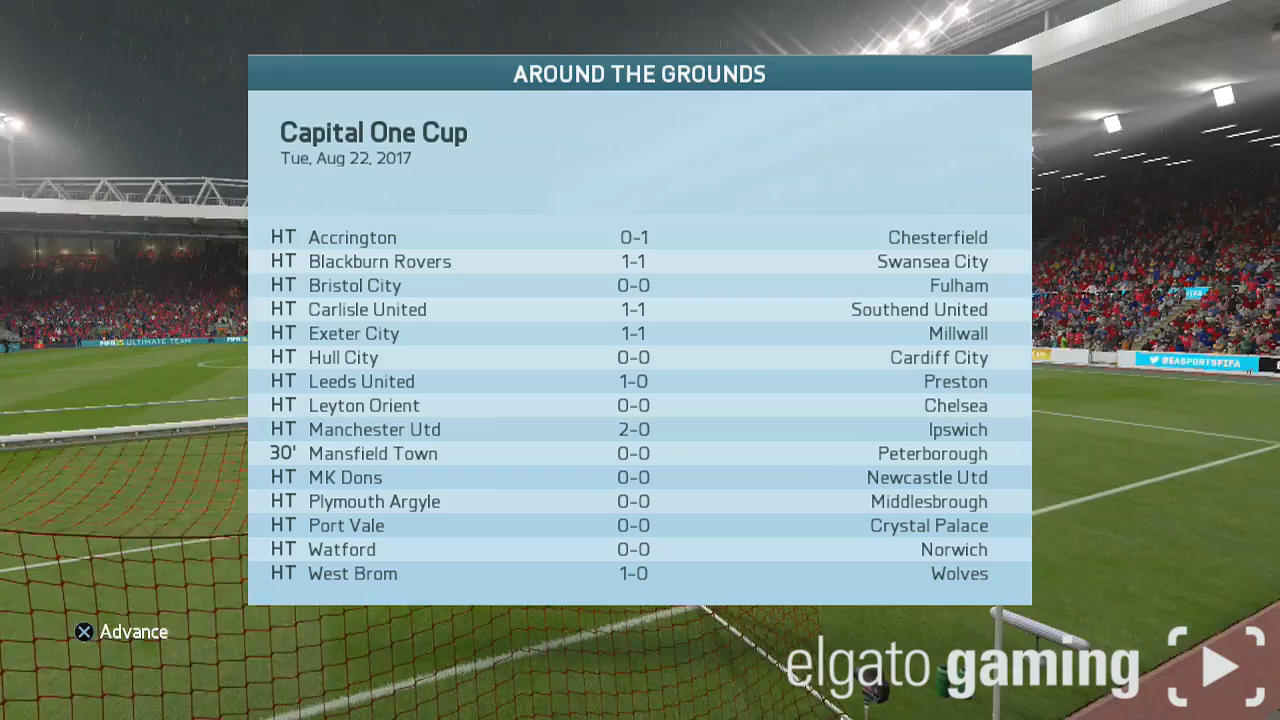 AROUND THE GROUNDS
Capital One Cup
Tue, Aug 22, 2017
HT Accrington 0-1 Chesterfield
HT Blackburn Rovers 1-1 Swansea City
HT Bristol City 0-0 Fulham
HT Carlisle United 1-1 Southend United
HT Exeter City 1-1 Millwall
HT Hull City 0-0 Cardiff City
HT Leeds United 1-0 Preston
HT Leyton Orient 0-0 Chelsea
HT Manchester Utd 2-0 Ipswich
30' Mansfield Town 0-0 Peterborough
HT MK Dons 0-0 Newcastle Utd
HT Plymouth Argyle 0-0 Middlesbrough
HT Port Vale 0-0 Crystal Palace
HT Watford 0-0 Norwich
HT West Brom 1-0 Wolves
FIFA
FIFA15 ULTIMATE TEAM
@EASPORTSFIFA
Advance
elgato gaming